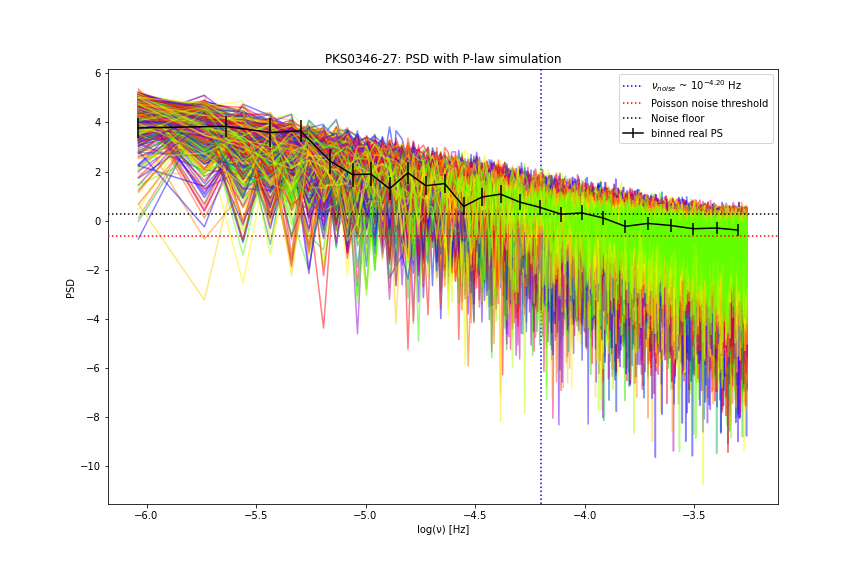 PKS0346-27: PSD with P-law simulation
ν_noise ~ 10^−4.20 Hz
Poisson noise threshold
Noise floor
binned real PS
6
4
2
0
−2
−4
−6
−8
−10
PSD
−6.0 −5.5 −5.0 −4.5 −4.0 −3.5
log(ν) [Hz]